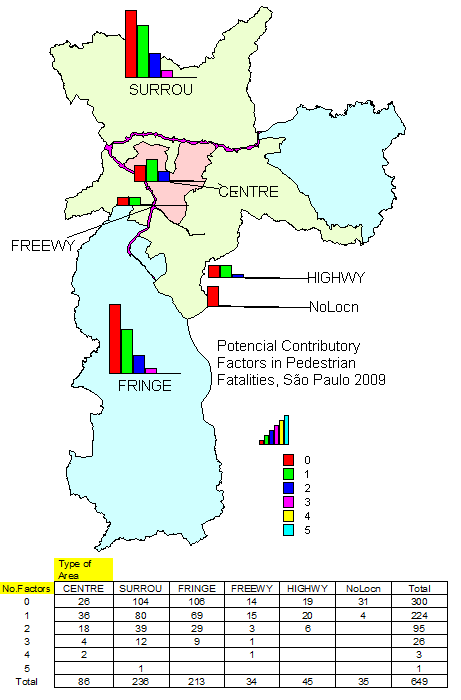 SURROU
CENTRE
FREEWY
HIGHWY
NoLocn
Potencial Contributory
Factors in Pedestrian
Fatalities, São Paulo 2009
FRINGE
0
1
2
3
4
5
Type of
Area
No.Factors CENTRE SURROU FRINGE FREEWY HIGHWY NoLocn Total
0 26 104 106 14 19 31 300
1 36 80 69 15 20 4 224
2 18 39 29 3 6 95
3 4 12 9 1 26
4 2 1 3
5 1 1
Total 86 236 213 34 45 35 649